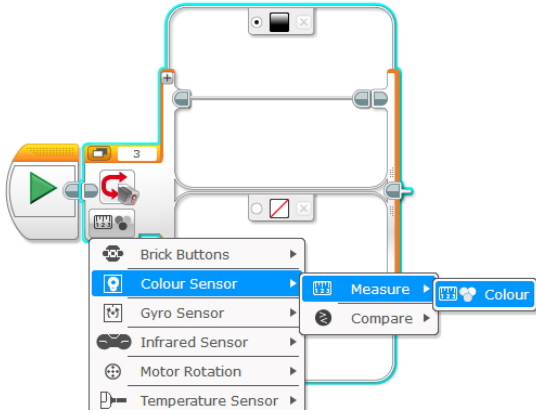 3
Brick Buttons
Colour Sensor
Measure
Colour
Gyro Sensor
Compare
Infrared Sensor
Motor Rotation
Temperature Sensor